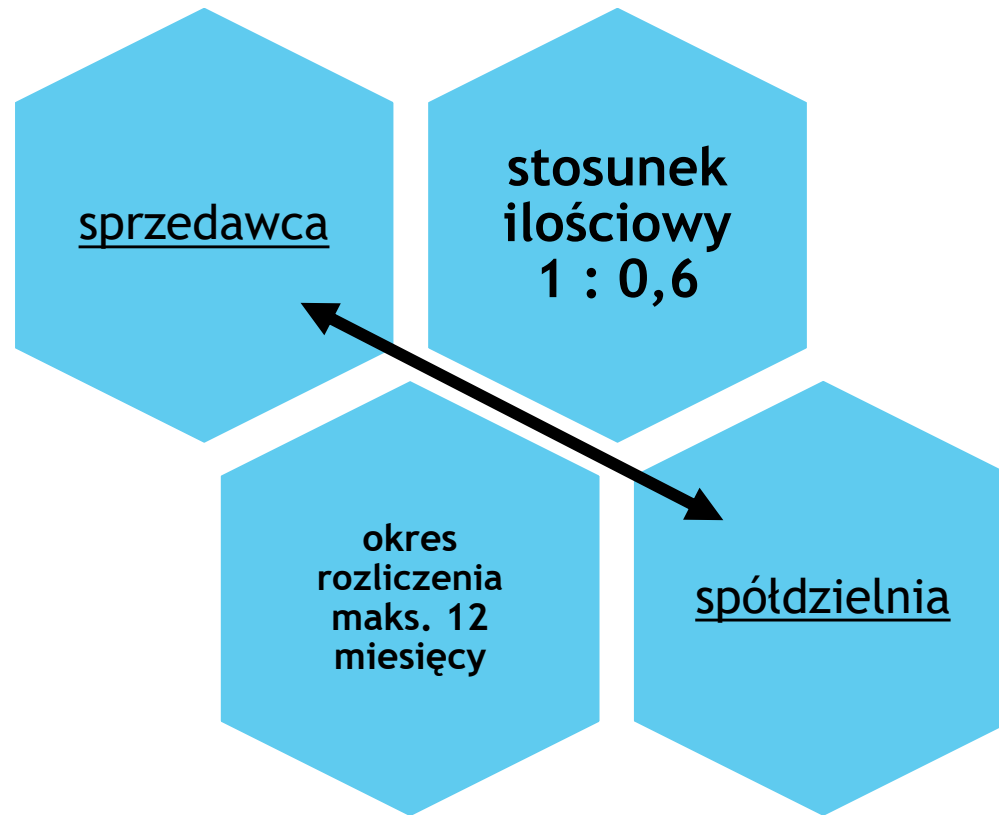 sprzedawca
stosunek
ilościowy
1 : 0,6
okres
rozliczenia
maks. 12
miesięcy
spółdzielnia